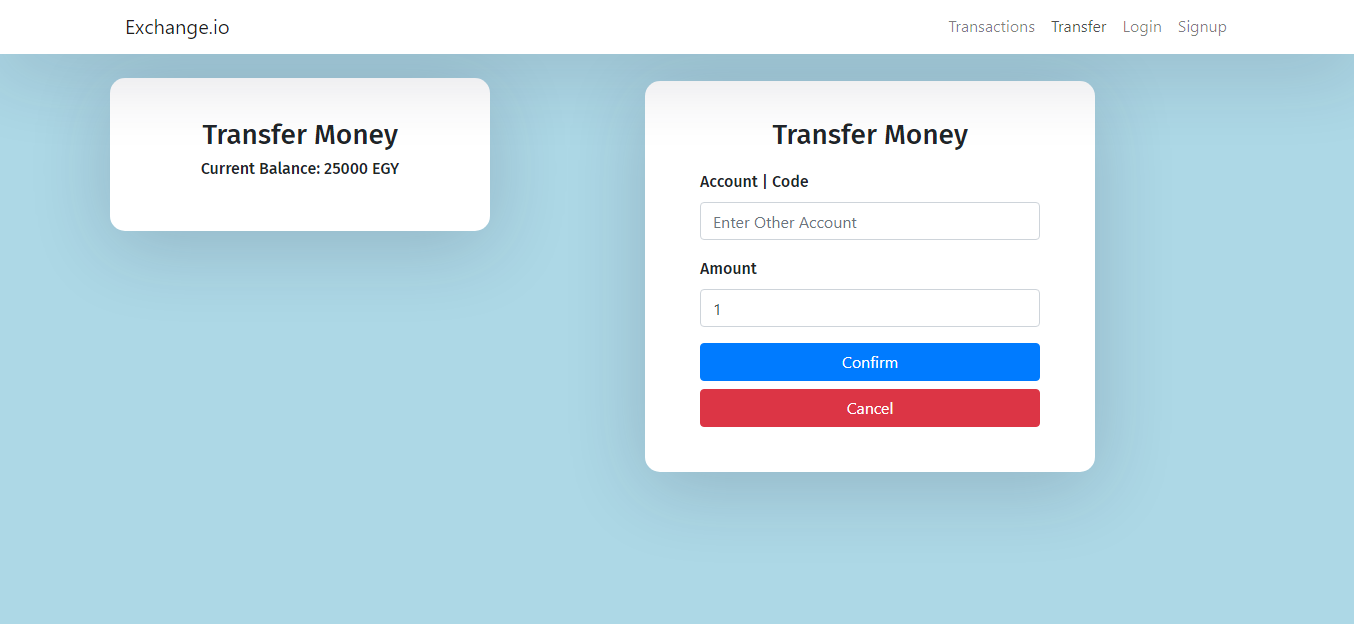 Exchange.io
Transactions Transfer Login Signup
Transfer Money
Current Balance: 25000 EGY
Transfer Money
Account | Code
Enter Other Account
Amount
1
Confirm
Cancel